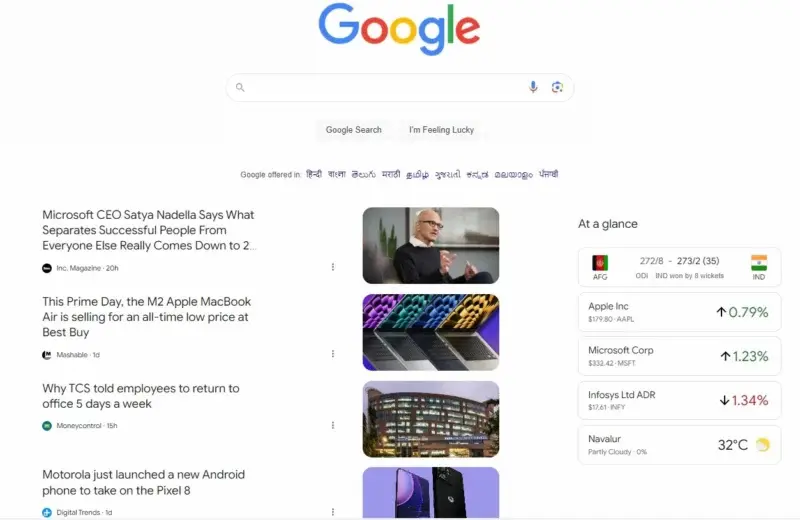 Google
Google Search
I'm Feeling Lucky
Google offered in: हिन्दी বাংলা తెలుగు मराठी தமிழ் ગુજરાતી ಕನ್ನಡ മലയാളം ਪੰਜਾਬੀ
Microsoft CEO Satya Nadella Says What
Separates Successful People From
Everyone Else Really Comes Down to 2...
Inc. Magazine · 20h
This Prime Day, the M2 Apple MacBook
Air is selling for an all-time low price at
Best Buy
Mashable · 1d
Why TCS told employees to return to
office 5 days a week
Moneycontrol · 15h
Motorola just launched a new Android
phone to take on the Pixel 8
Digital Trends · 1d
At a glance
272/8 - 273/2 (35)
AFG
ODI · IND won by 8 wickets
IND
Apple Inc
0.79%
$179.80 · AAPL
Microsoft Corp
1.23%
$332.42 · MSFT
Infosys Ltd ADR
1.34%
$17.61 · INFY
Navalur
32°C
Partly Cloudy · 0%